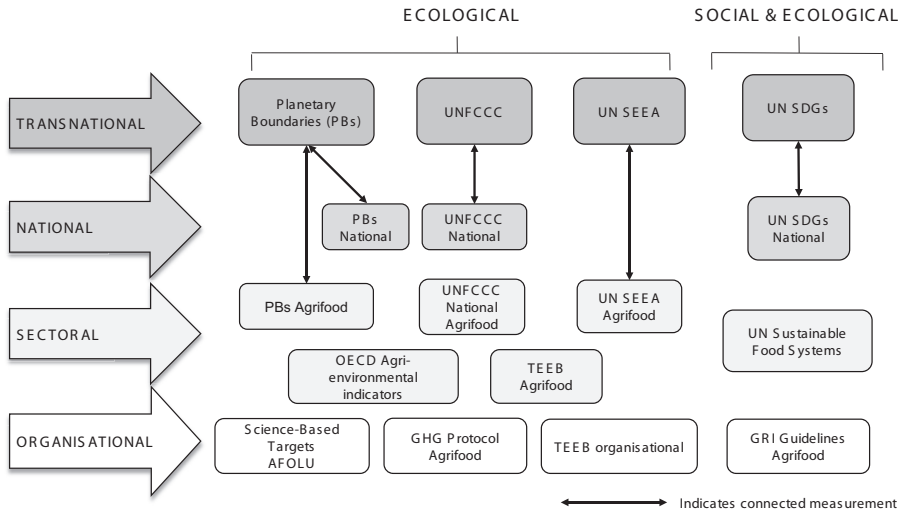 ECOLOGICAL
SOCIAL & ECOLOGICAL
TRANSNATIONAL
Planetary
Boundaries (PBs)
UNFCCC
UN SEEA
UN SDGs
NATIONAL
PBs
National
UNFCCC
National
UN SDGs
National
SECTORAL
PBs Agrifood
UNFCCC
National
Agrifood
UN SEEA
Agrifood
UN Sustainable
Food Systems
OECD Agri-
environmental
indicators
TEEB
Agrifood
ORGANISATIONAL
Science-Based
Targets
AFOLU
GHG Protocol
Agrifood
TEEB organisational
GRI Guidelines
Agrifood
Indicates connected measurement